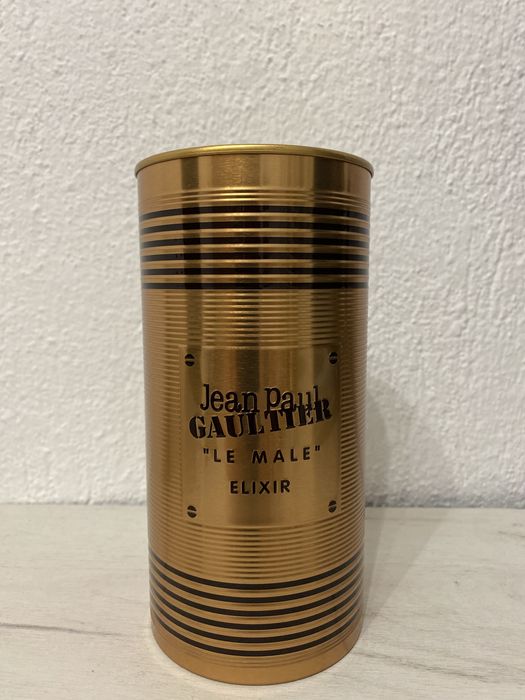 Jean Paul
GAULTIER
"LE MALE"
ELIXIR